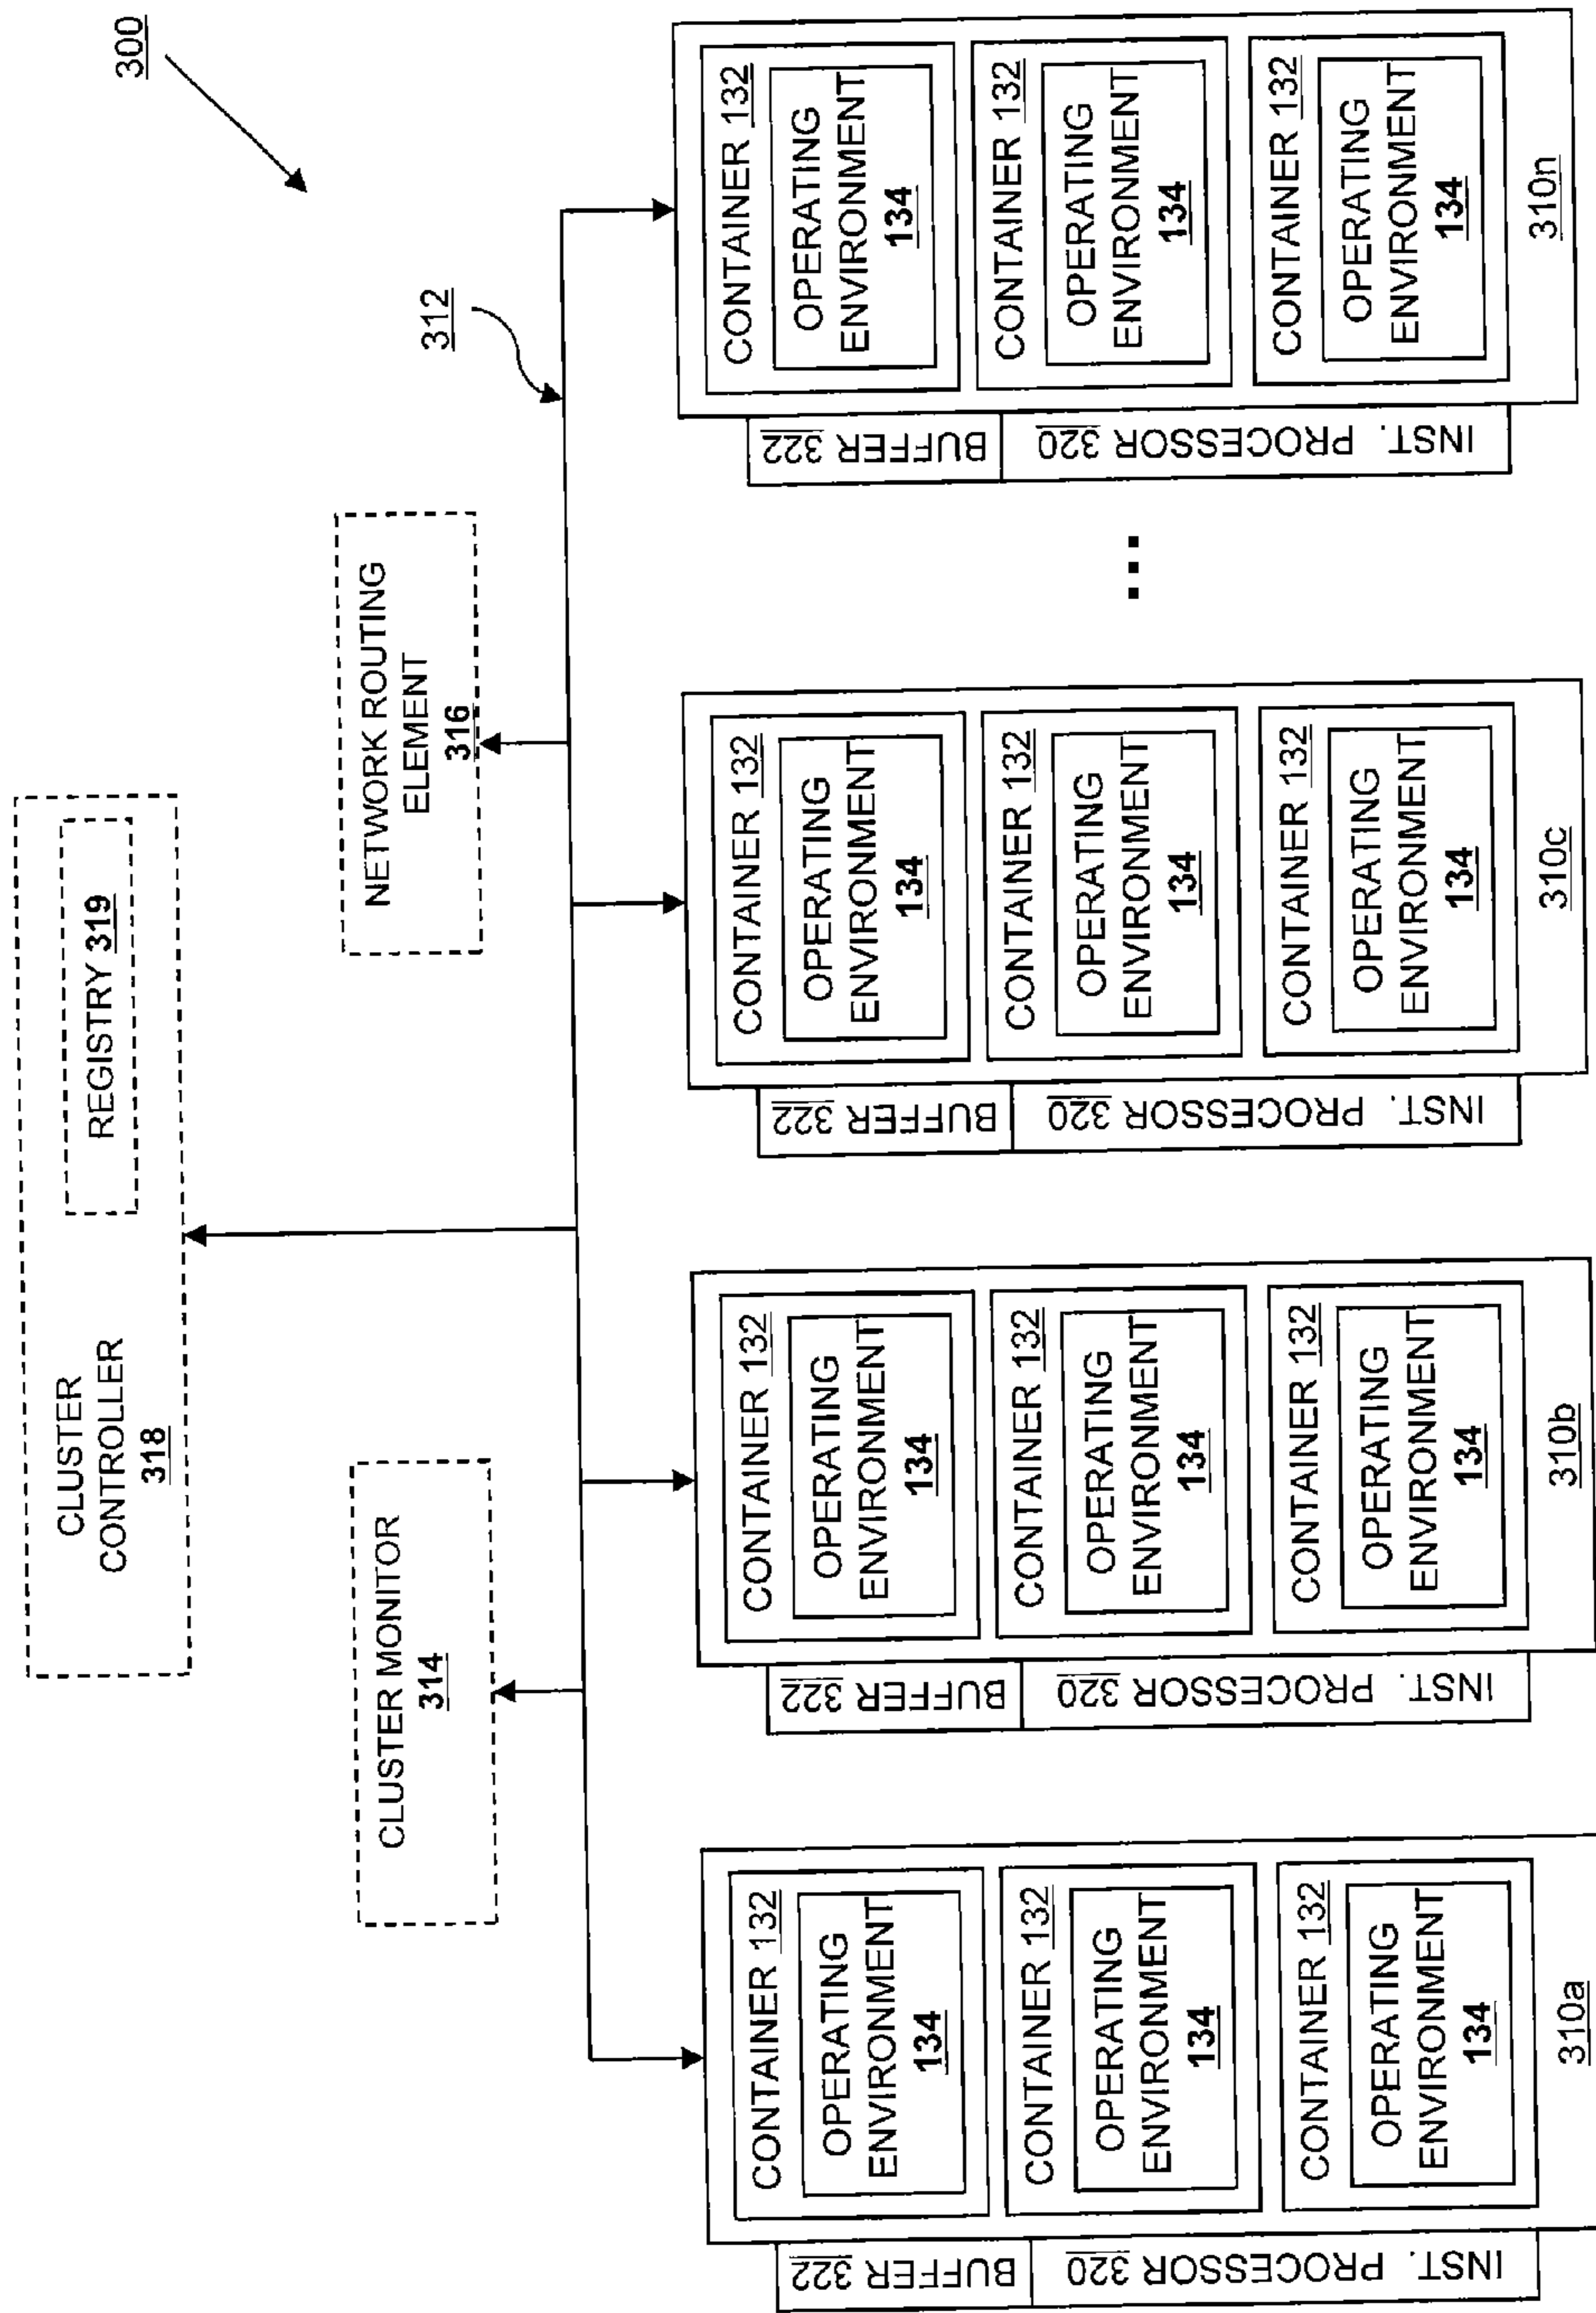 300
CLUSTER
CONTROLLER
318
REGISTRY 319
CLUSTER MONITOR
314
NETWORK ROUTING
ELEMENT
316
312
BUFFER 322
INST. PROCESSOR 320
CONTAINER 132
OPERATING
ENVIRONMENT
134
CONTAINER 132
OPERATING
ENVIRONMENT
134
CONTAINER 132
OPERATING
ENVIRONMENT
134
310a
BUFFER 322
INST. PROCESSOR 320
CONTAINER 132
OPERATING
ENVIRONMENT
134
CONTAINER 132
OPERATING
ENVIRONMENT
134
CONTAINER 132
OPERATING
ENVIRONMENT
134
310b
BUFFER 322
INST. PROCESSOR 320
CONTAINER 132
OPERATING
ENVIRONMENT
134
CONTAINER 132
OPERATING
ENVIRONMENT
134
CONTAINER 132
OPERATING
ENVIRONMENT
134
310c
...
BUFFER 322
INST. PROCESSOR 320
CONTAINER 132
OPERATING
ENVIRONMENT
134
CONTAINER 132
OPERATING
ENVIRONMENT
134
CONTAINER 132
OPERATING
ENVIRONMENT
134
310n